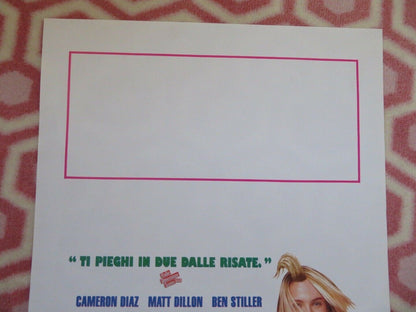 " TI PIEGHI IN DUE DALLE RISATE. "
CAMERON DIAZ MATT DILLON BEN STILLER